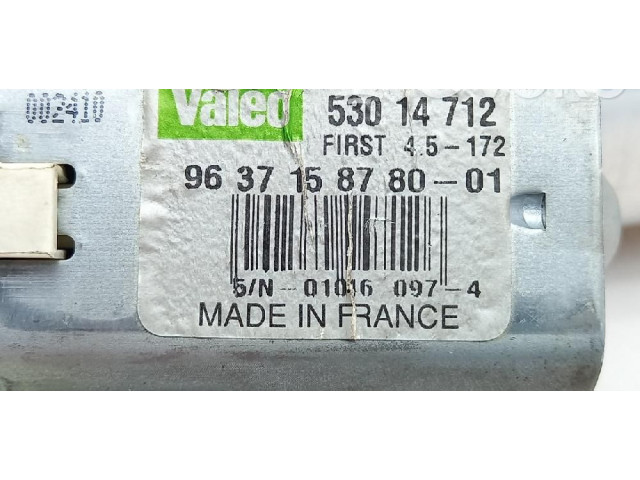 002410
Valeo
530 14 712
FIRST 4.5-172
96 37 15 87 80-01
S/N 01016 097-4
MADE IN FRANCE